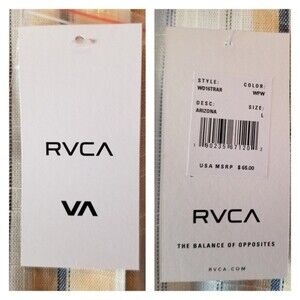 RVCA
VA
STYLE:
COLOR:
WD16TRAR
WPW
DESC:
SIZE:
ARIZONA
L
USA MSRP $ 65.00
RVCA
THE BALANCE OF OPPOSITES
RVCA.COM